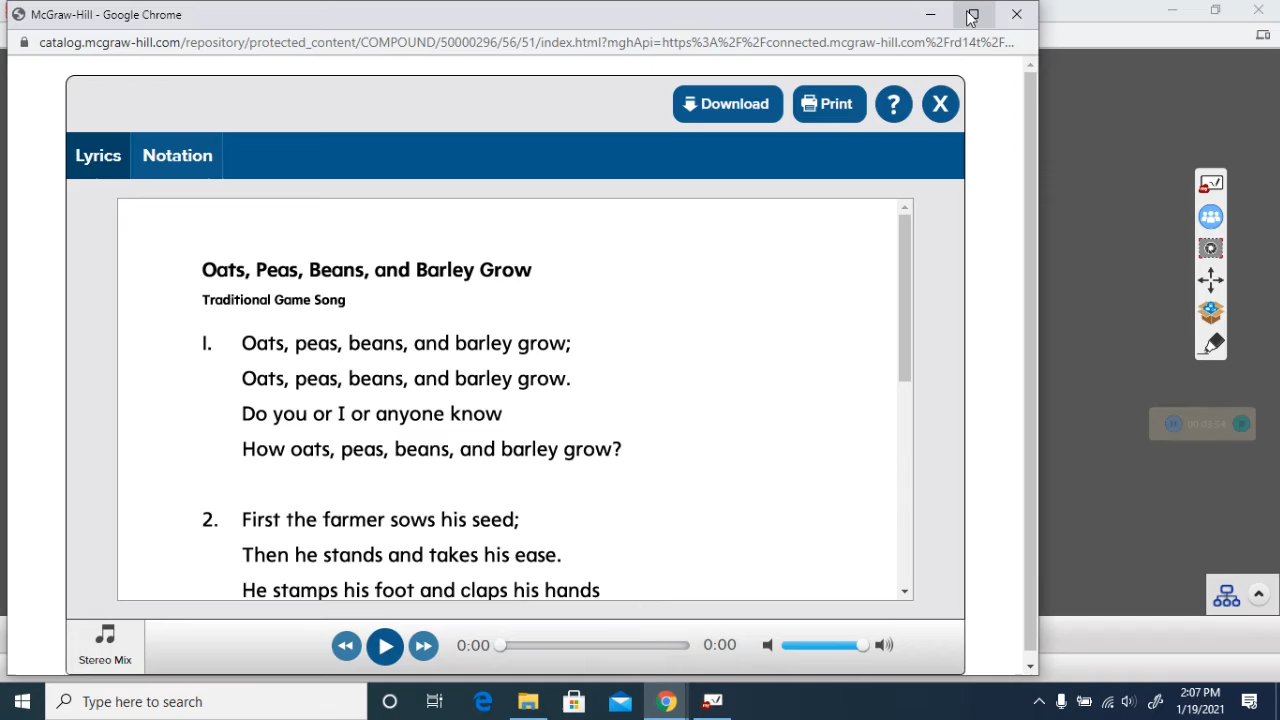 McGraw-Hill - Google Chrome
catalog.mcgraw-hill.com/repository/protected_content/COMPOUND/50000296/56/51/index.html?mghApi=https%3A%2F%2Fconnected.mcgraw-hill.com%2Frd14t%2F...
Download
Print
?
X
Lyrics
Notation
Oats, Peas, Beans, and Barley Grow
Traditional Game Song
1. Oats, peas, beans, and barley grow;
Oats, peas, beans, and barley grow.
Do you or I or anyone know
How oats, peas, beans, and barley grow?
2. First the farmer sows his seed;
Then he stands and takes his ease.
He stamps his foot and claps his hands
Stereo Mix
0:00
0:00
Type here to search
2:07 PM
1/19/2021